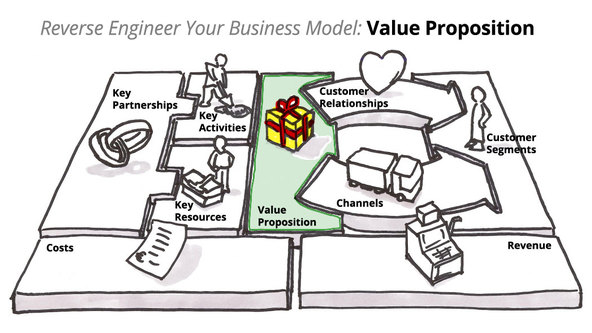 Reverse Engineer Your Business Model: Value Proposition
Key
Partnerships
Key
Activities
Key
Resources
Value
Proposition
Customer
Relationships
Channels
Customer
Segments
Costs
Revenue